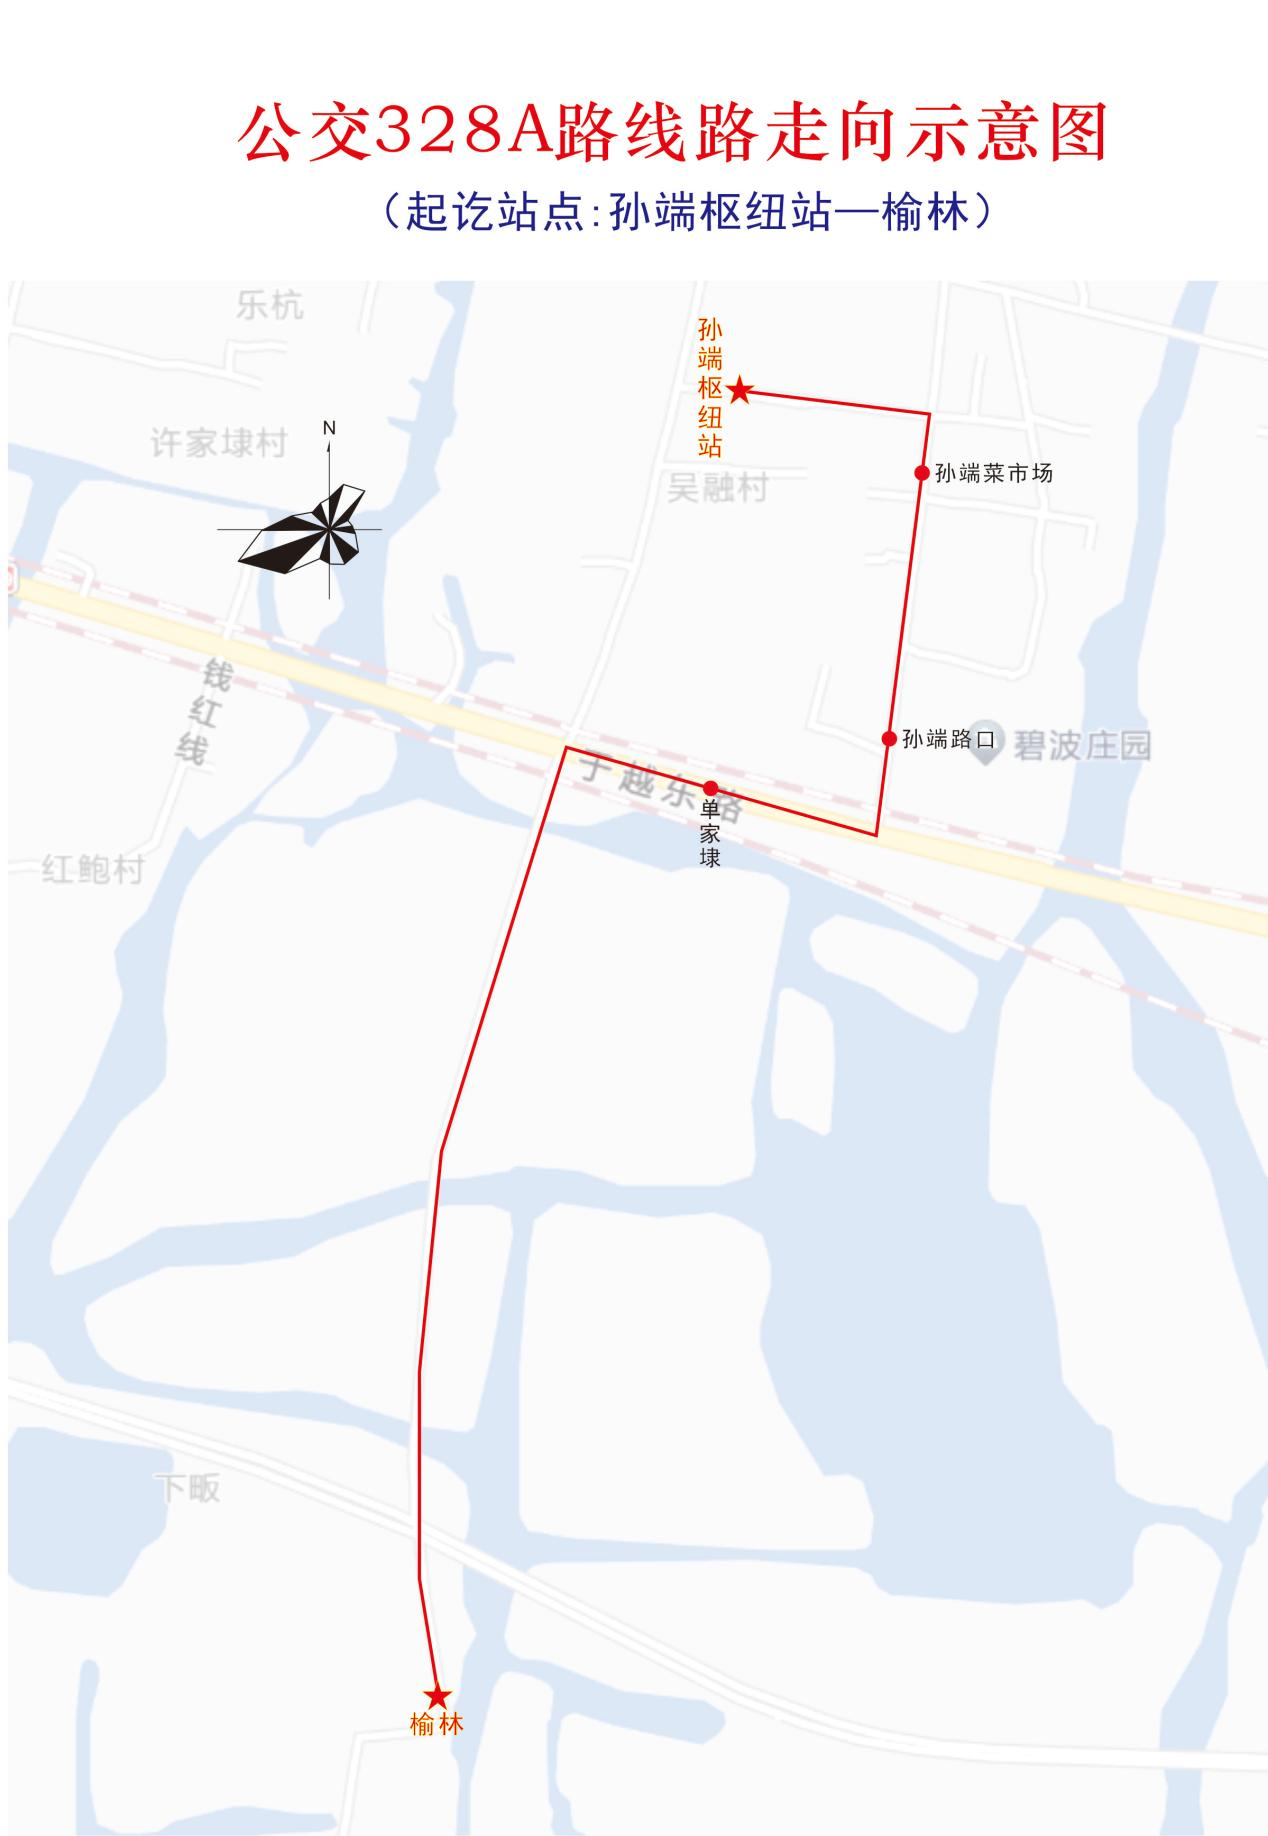 公交328A路线路走向示意图
（起讫站点:孙端枢纽站—榆林）
乐杭
孙端枢纽站
许家埭村
N
孙端菜市场
吴融村
钱红线
孙端路口
碧波庄园
于越东路
单家埭
红鲍村
下畈
榆林